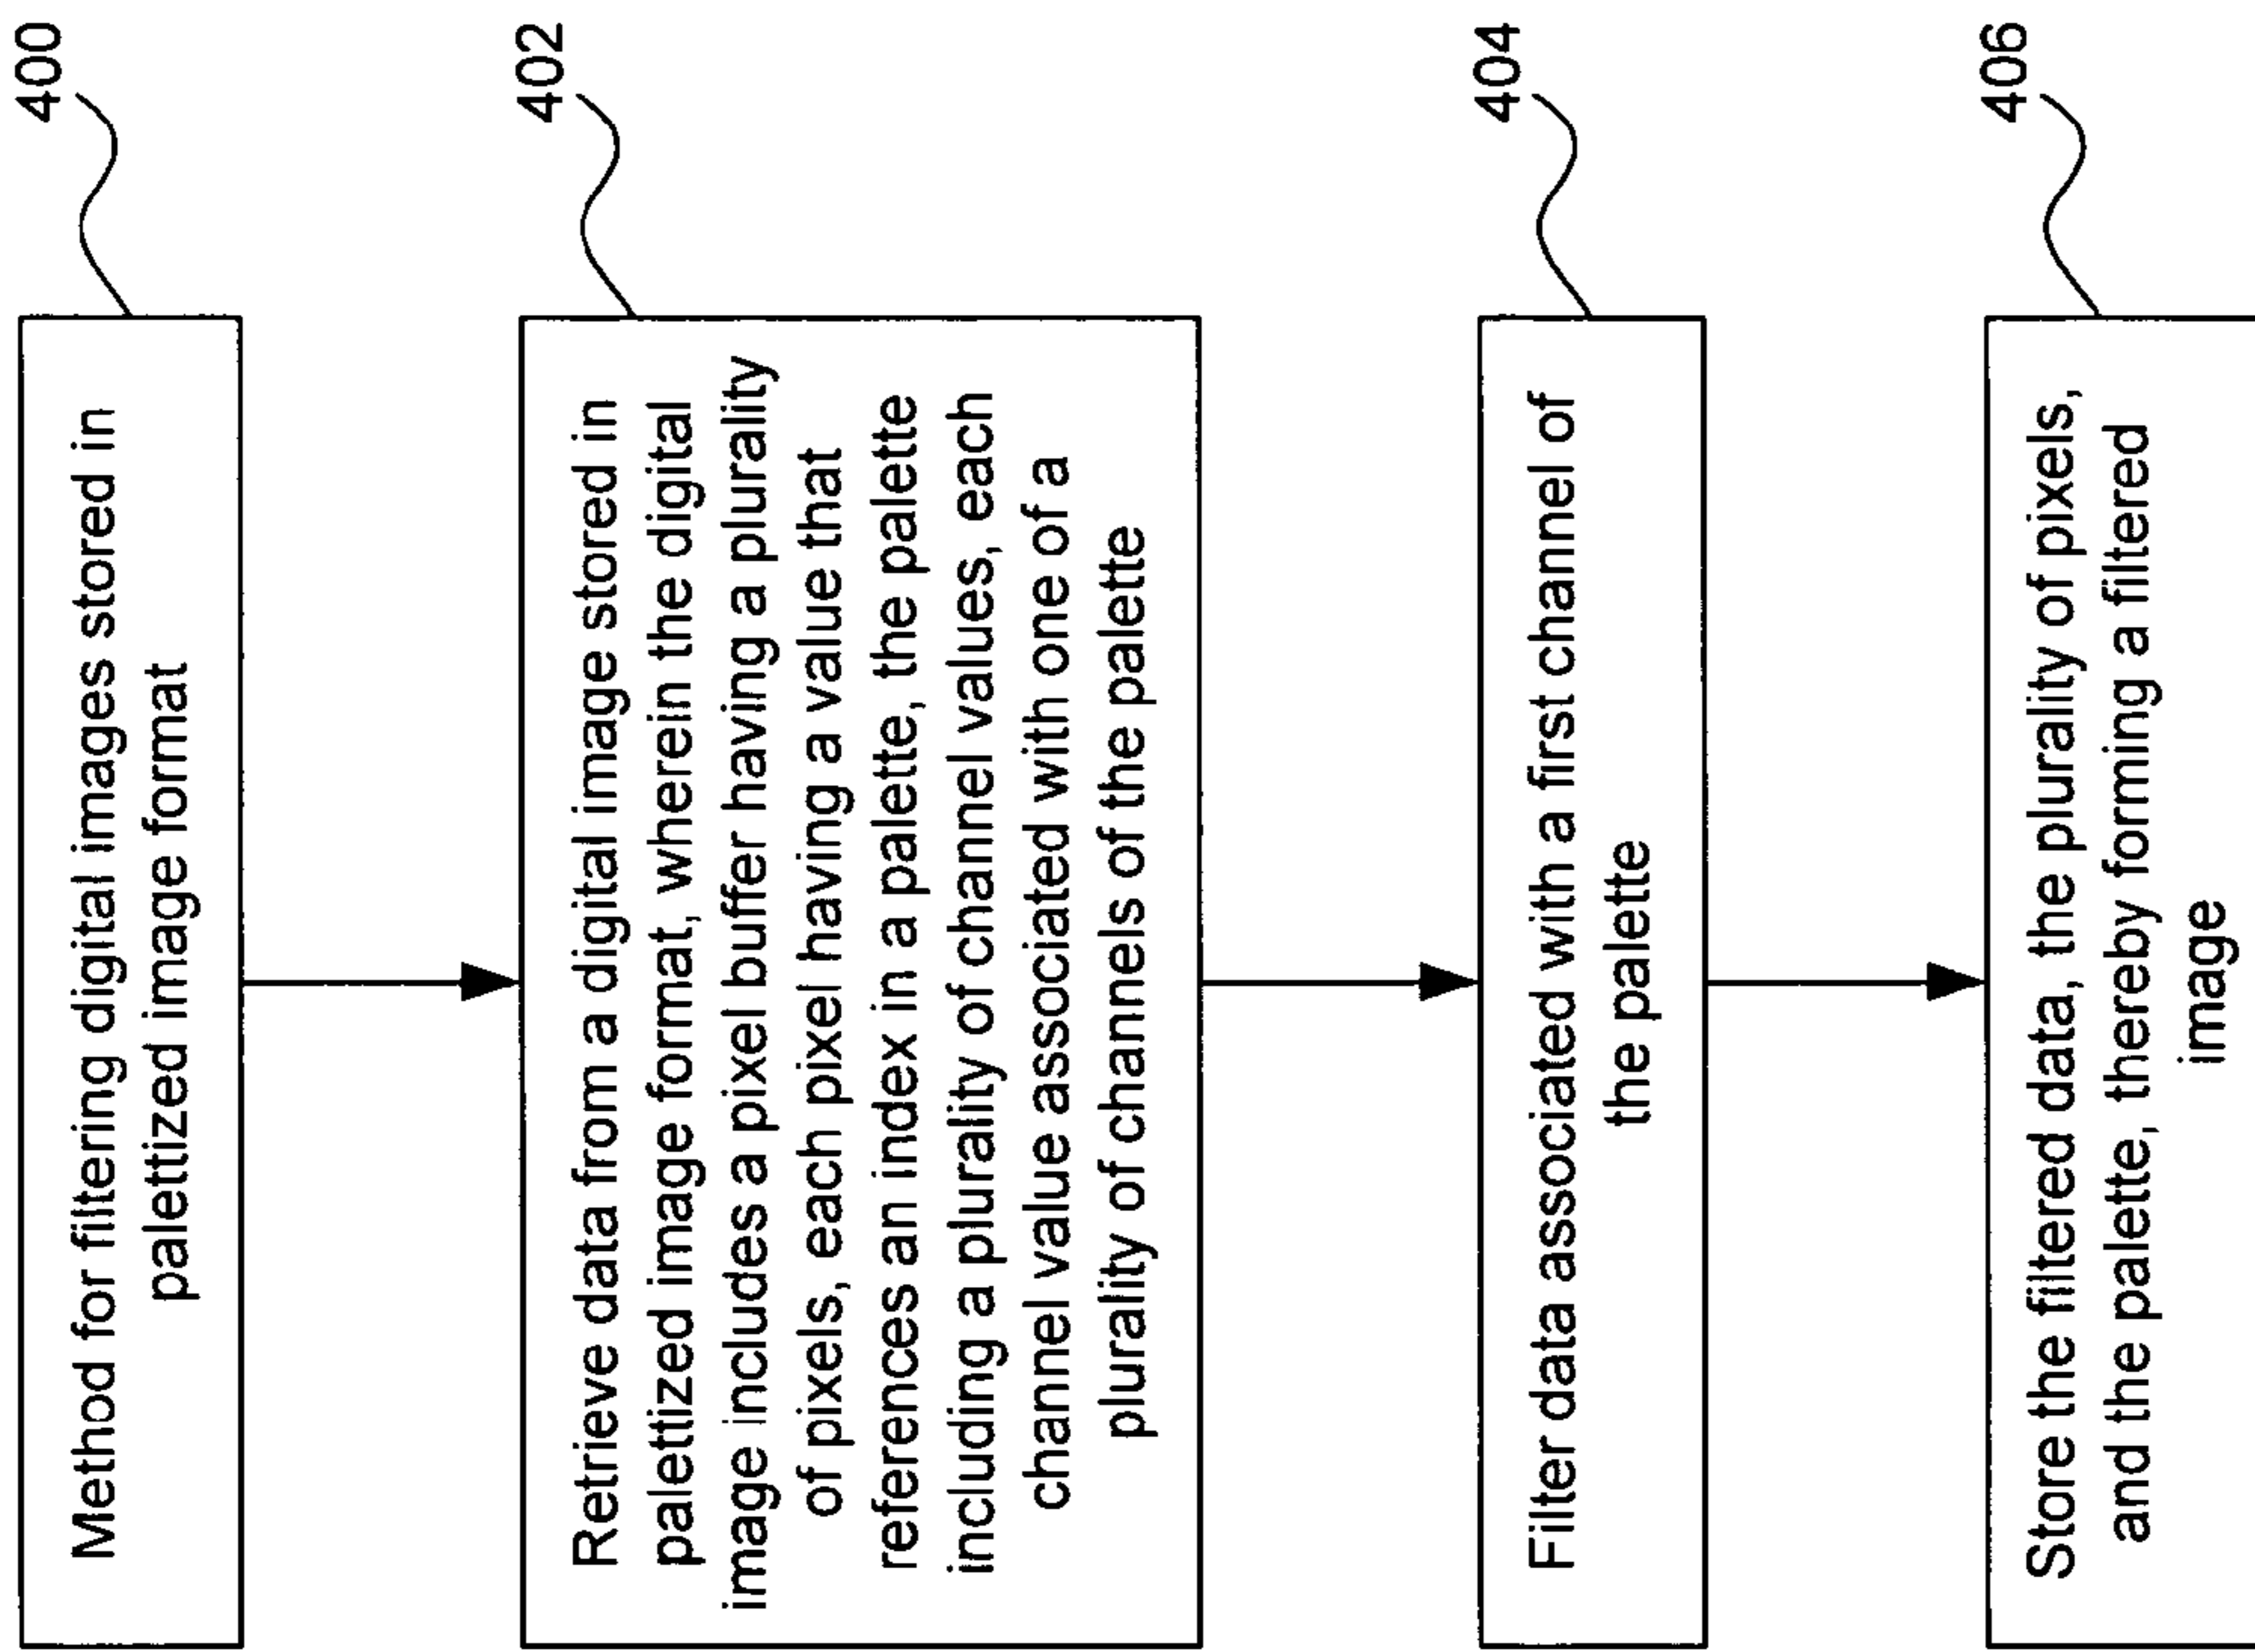 400
Method for filtering digital images stored in
palettized image format
402
Retrieve data from a digital image stored in
palettized image format, wherein the digital
image includes a pixel buffer having a plurality
of pixels, each pixel having a value that
references an index in a palette, the palette
including a plurality of channel values, each
channel value associated with one of a
plurality of channels of the palette
404
Filter data associated with a first channel of
the palette
406
Store the filtered data, the plurality of pixels,
and the palette, thereby forming a filtered
image